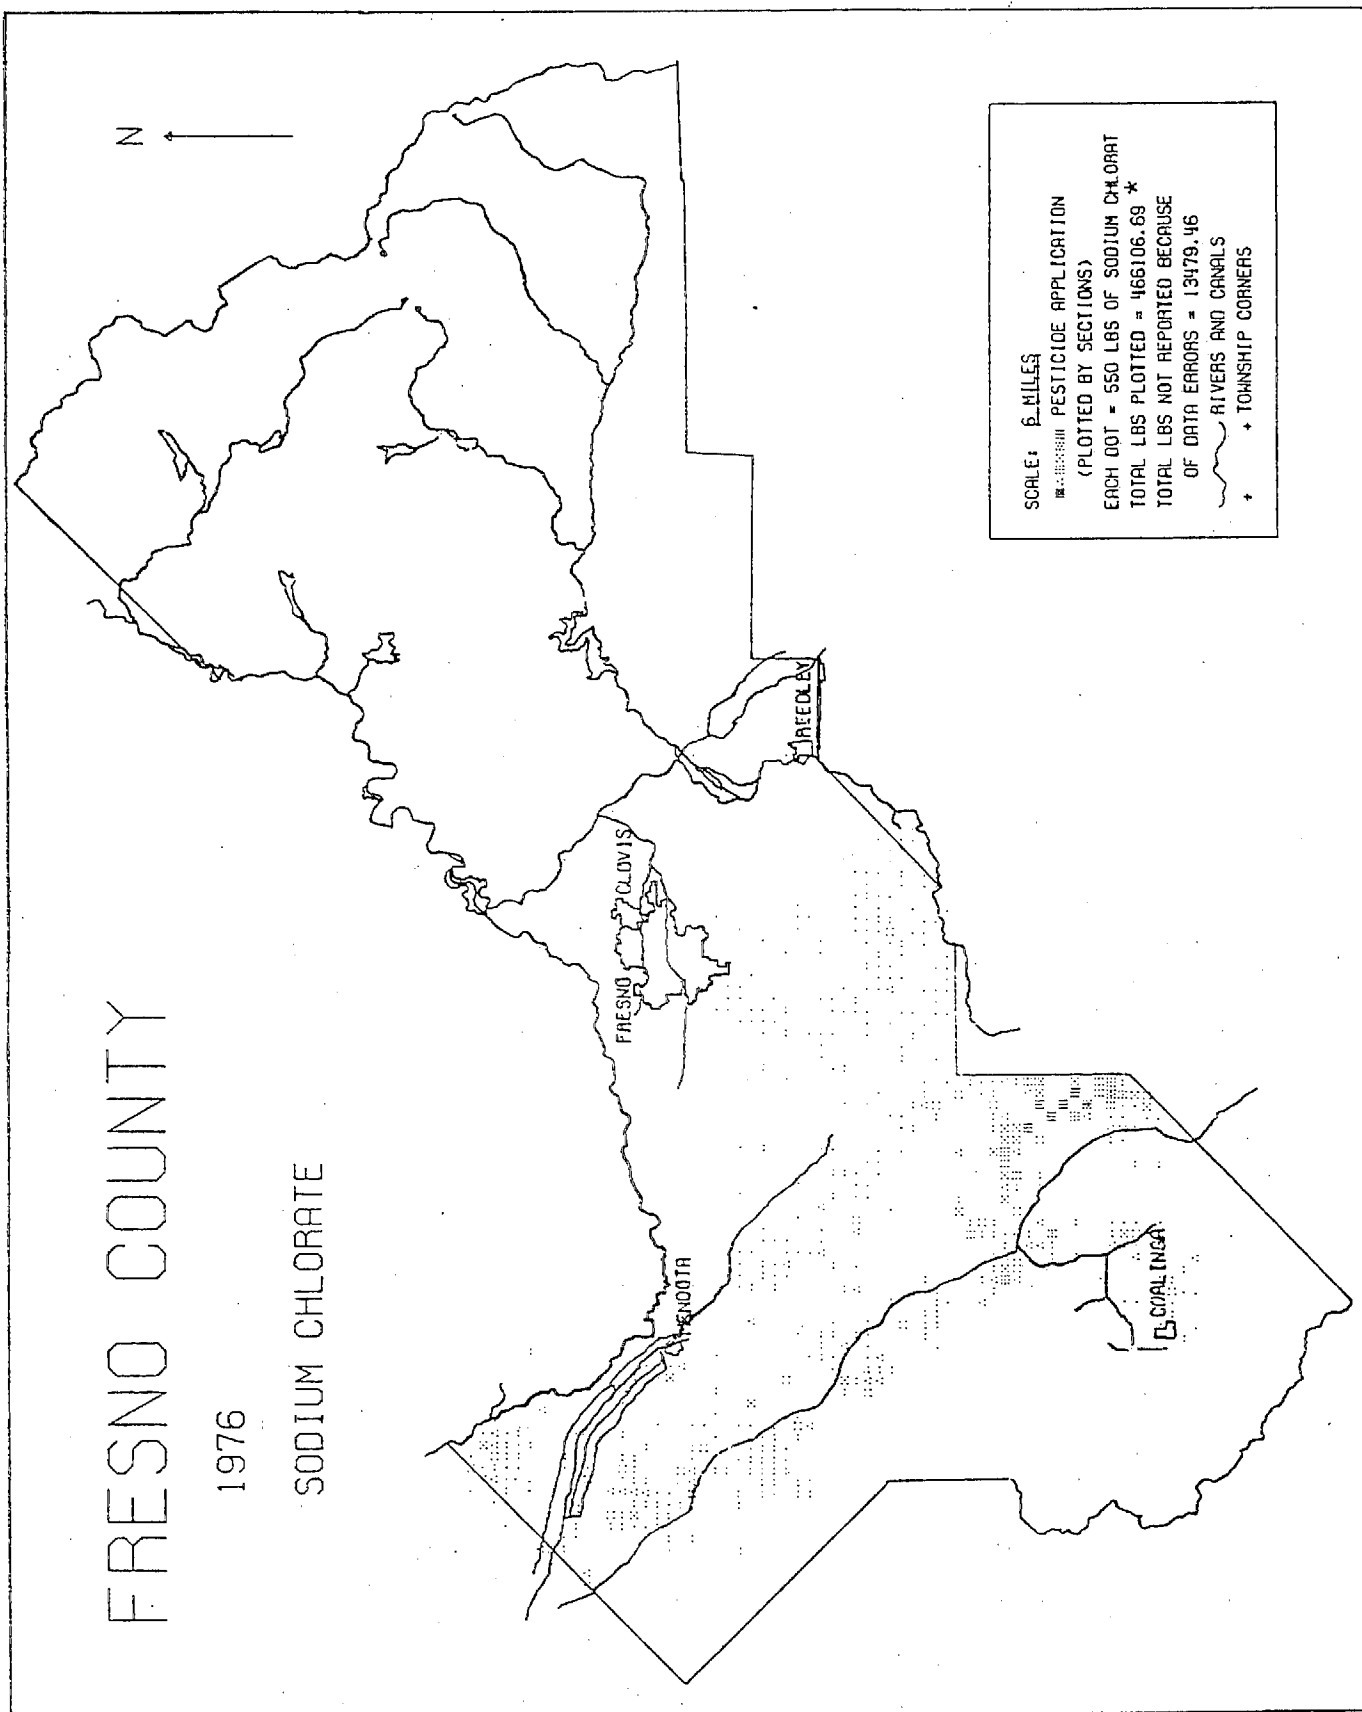 FRESNO COUNTY
1976
SODIUM CHLORATE
N
FRESNO
CLOVIS
REEDLEY
MENDOTA
COALINGA
SCALE: 6 MILES
PESTICIDE APPLICATION
(PLOTTED BY SECTIONS)
EACH DOT = 550 LBS OF SODIUM CHLORAT
TOTAL LBS PLOTTED = 466106.69 *
TOTAL LBS NOT REPORTED BECAUSE
OF DATA ERRORS = 13479.46
RIVERS AND CANALS
+ + TOWNSHIP CORNERS